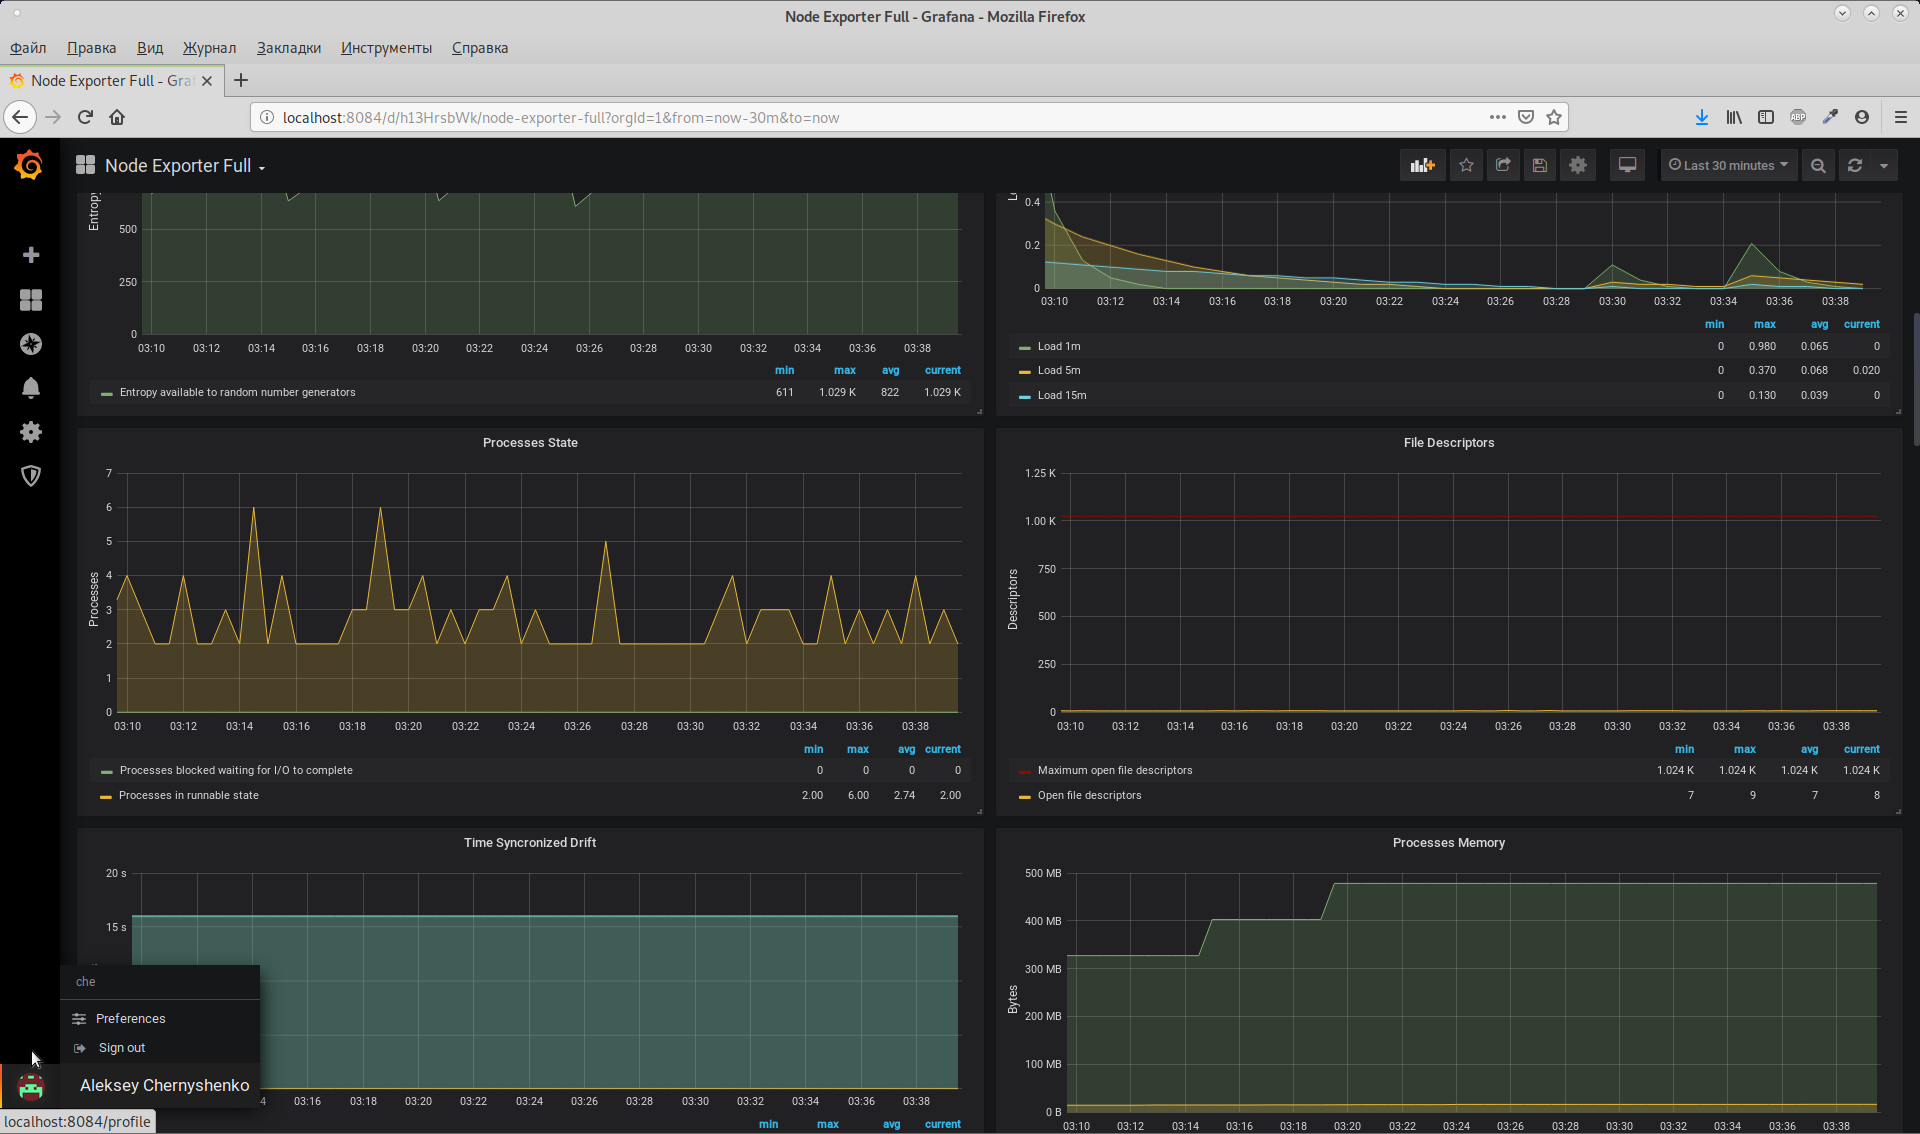 Node Exporter Full - Grafana - Mozilla Firefox
Файл Правка Вид Журнал Закладки Инструменты Справка
Node Exporter Full - Gra
localhost:8084/d/h13HrsbWk/node-exporter-full?orgId=1&from=now-30m&to=now
ABP
Node Exporter Full
Last 30 minutes
Entropy
500
250
0
03:10 03:12 03:14 03:16 03:18 03:20 03:22 03:24 03:26 03:28 03:30 03:32 03:34 03:36 03:38
min max avg current
Entropy available to random number generators 611 1.029 K 822 1.029 K
0.4
0.2
0
03:10 03:12 03:14 03:16 03:18 03:20 03:22 03:24 03:26 03:28 03:30 03:32 03:34 03:36 03:38
min max avg current
Load 1m 0 0.980 0.065 0
Load 5m 0 0.370 0.068 0.020
Load 15m 0 0.130 0.039 0
Processes State
Processes
7
6
5
4
3
2
1
0
03:10 03:12 03:14 03:16 03:18 03:20 03:22 03:24 03:26 03:28 03:30 03:32 03:34 03:36 03:38
min max avg current
Processes blocked waiting for I/O to complete 0 0 0 0
Processes in runnable state 2.00 6.00 2.74 2.00
File Descriptors
Descriptors
1.25 K
1.00 K
750
500
250
0
03:10 03:12 03:14 03:16 03:18 03:20 03:22 03:24 03:26 03:28 03:30 03:32 03:34 03:36 03:38
min max avg current
Maximum open file descriptors 1.024 K 1.024 K 1.024 K 1.024 K
Open file descriptors 7 9 7 8
Time Syncronized Drift
20 s
15 s
4 03:16 03:18 03:20 03:22 03:24 03:26 03:28 03:30 03:32 03:34 03:36 03:38
min max avg current
Processes Memory
Bytes
500 MB
400 MB
300 MB
200 MB
100 MB
0 B
03:10 03:12 03:14 03:16 03:18 03:20 03:22 03:24 03:26 03:28 03:30 03:32 03:34 03:36 03:38
che
Preferences
Sign out
Aleksey Chernyshenko
localhost:8084/profile